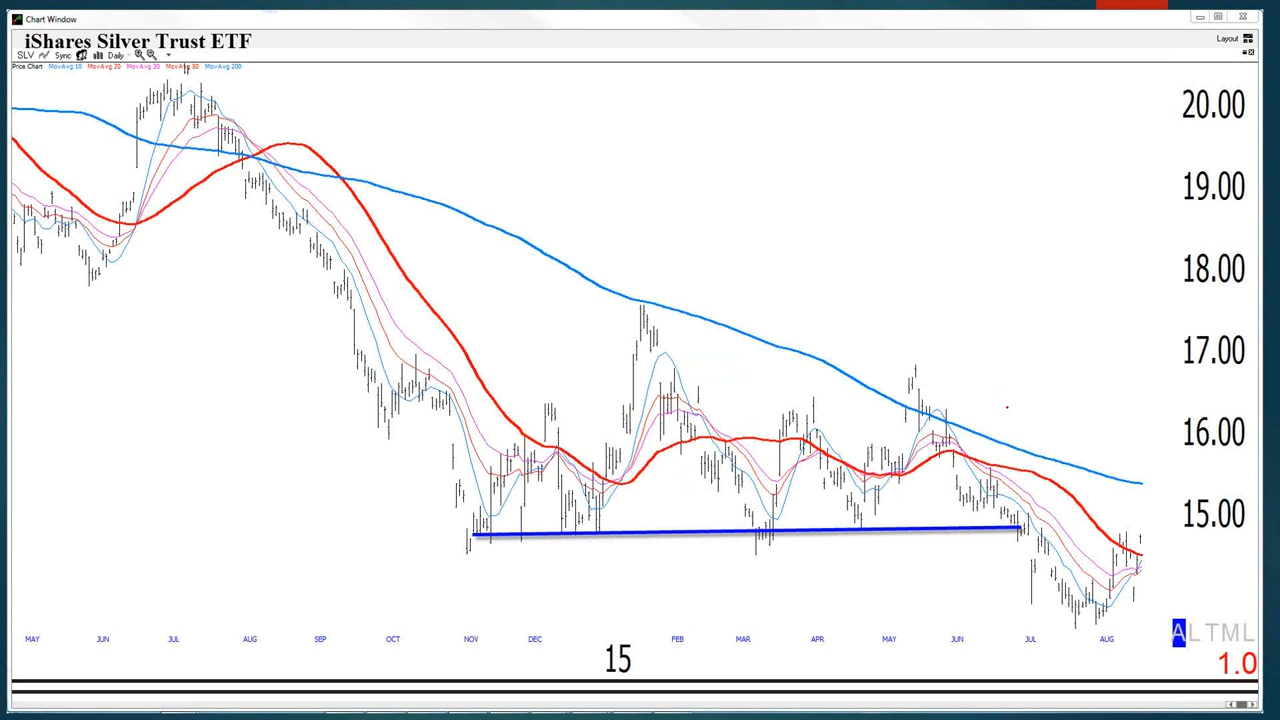 Chart Window
iShares Silver Trust ETF
Layout
SLV Sync Daily
Price Chart MovAvg 10 MovAvg 20 MovAvg 30 MovAvg 50 MovAvg 200
20.00
19.00
18.00
17.00
16.00
15.00
MAY JUN JUL AUG SEP OCT NOV DEC FEB MAR APR MAY JUN JUL AUG
15
ALTML
1.0